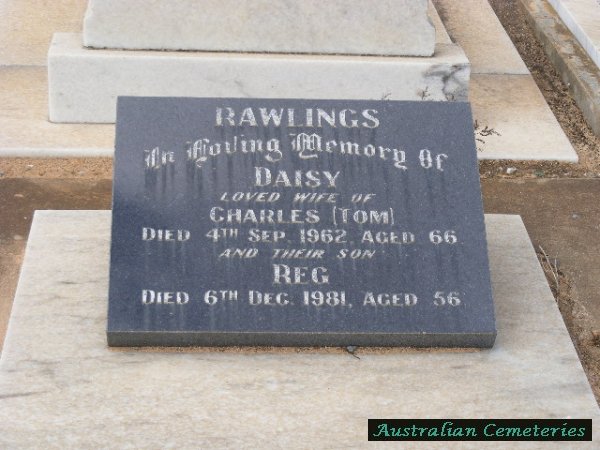 RAWLINGS
In Loving Memory Of
DAISY
LOVED WIFE OF
CHARLES (TOM)
DIED 4TH SEP. 1962, AGED 66
AND THEIR SON
REG
DIED 6TH DEC. 1981, AGED 56
Australian Cemeteries